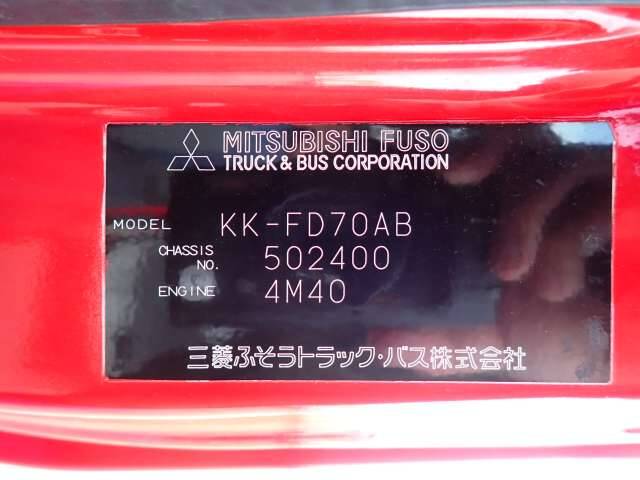 MITSUBISHI FUSO
TRUCK & BUS CORPORATION
MODEL KK-FD70AB
CHASSIS NO. 502400
ENGINE 4M40
三菱ふそうトラック・バス株式会社